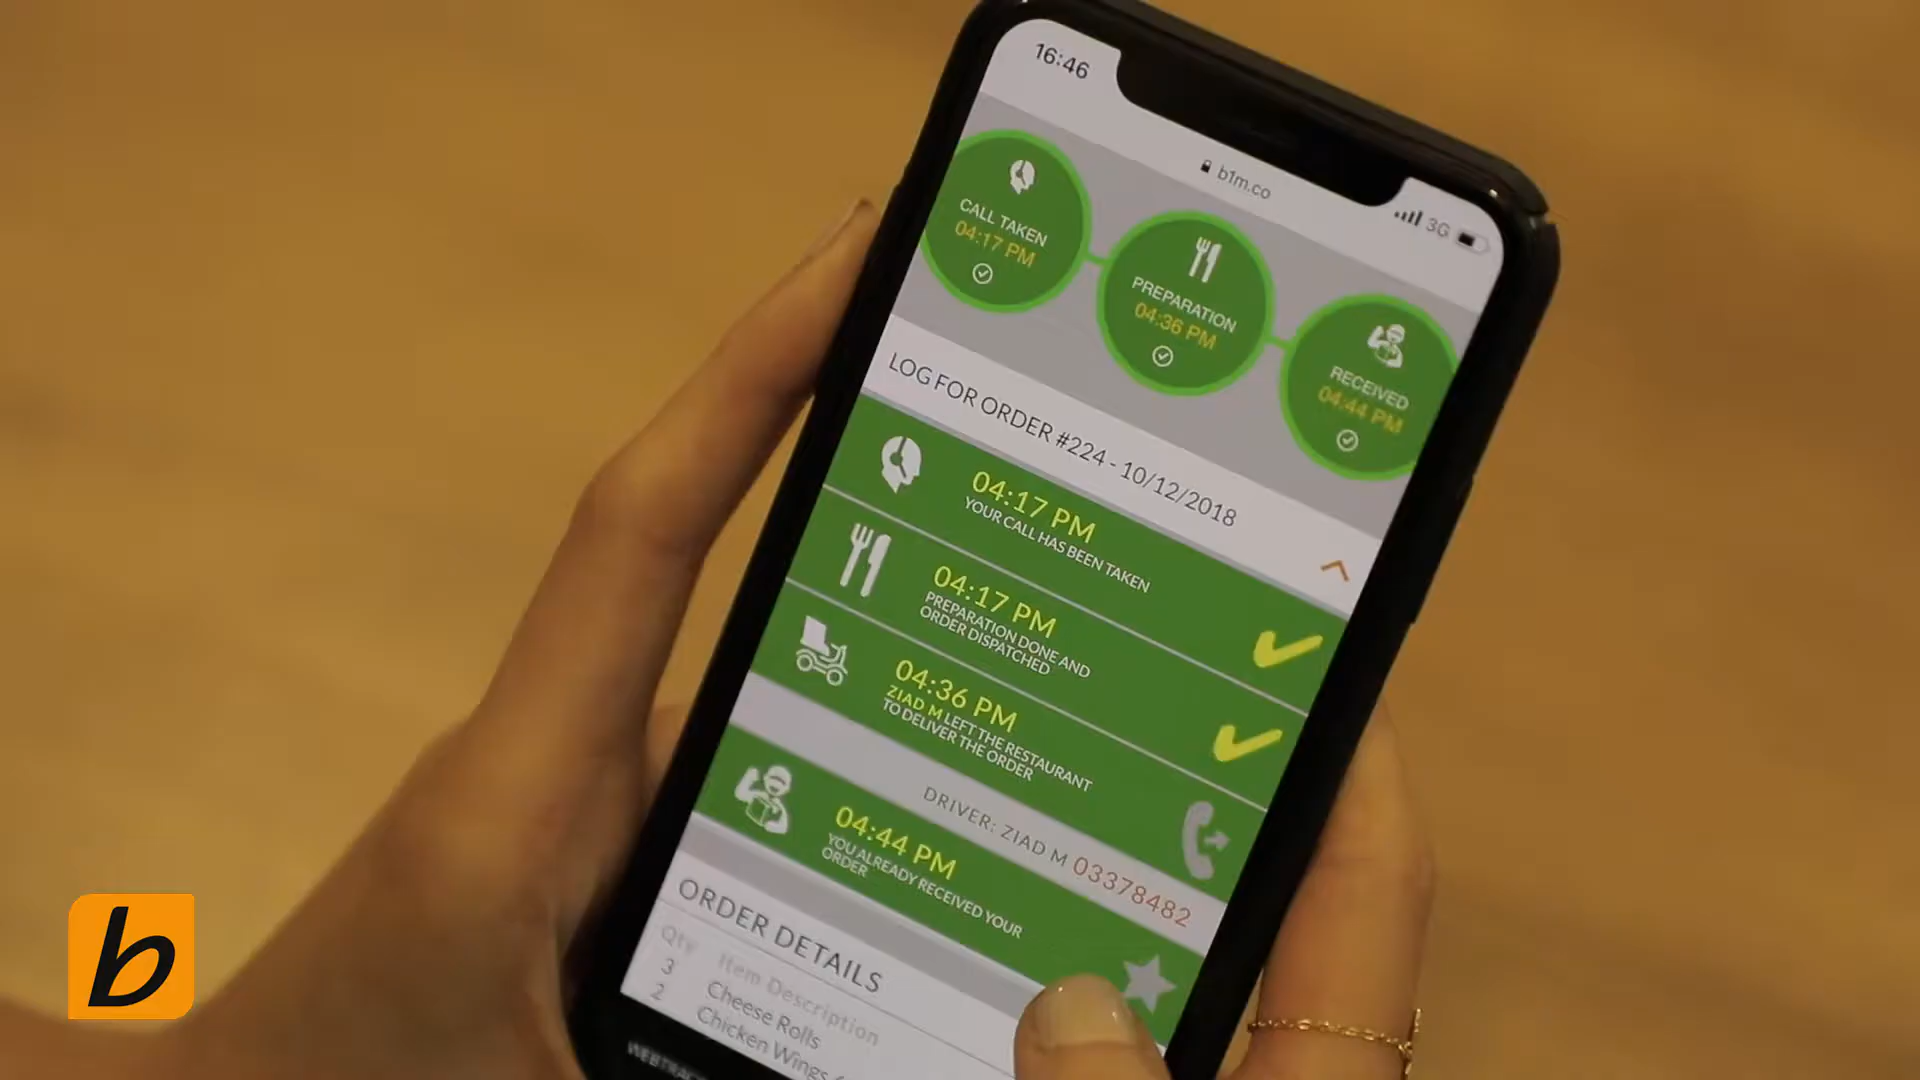 16:46
b1m.co
3G
CALL TAKEN
04:17 PM
PREPARATION
04:36 PM
RECEIVED
04:44 PM
LOG FOR ORDER #224 - 10/12/2018
04:17 PM
YOUR CALL HAS BEEN TAKEN
04:17 PM
PREPARATION DONE AND
ORDER DISPATCHED
04:36 PM
ZIAD M LEFT THE RESTAURANT
TO DELIVER THE ORDER
DRIVER: ZIAD M 03378482
04:44 PM
YOU ALREADY RECEIVED YOUR
ORDER
ORDER DETAILS
Qty Item Description
3 Cheese Rolls
2 Chicken Wings
b